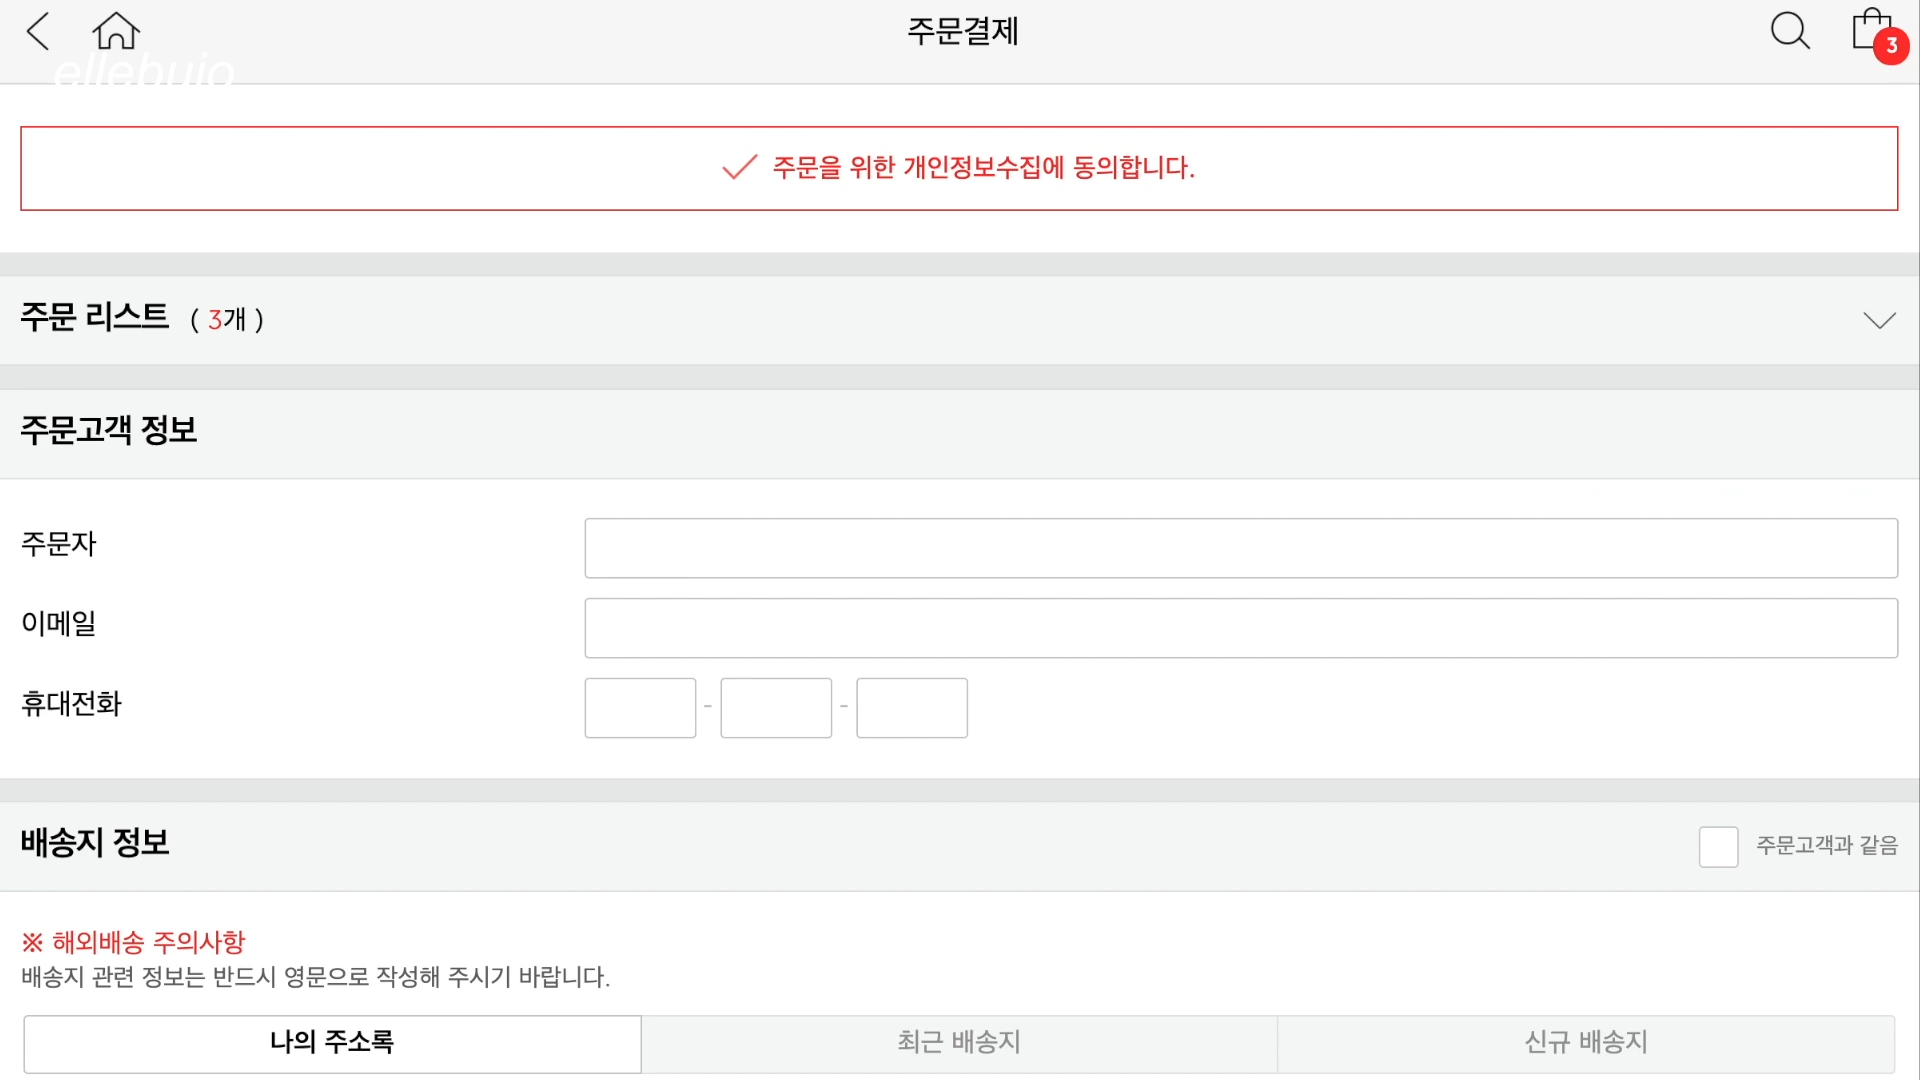 주문결제
3
ellebuio
주문을 위한 개인정보수집에 동의합니다.
주문 리스트 ( 3개 )
주문고객 정보
주문자
이메일
휴대전화 - -
배송지 정보
주문고객과 같음
※ 해외배송 주의사항
배송지 관련 정보는 반드시 영문으로 작성해 주시기 바랍니다.
나의 주소록 최근 배송지 신규 배송지